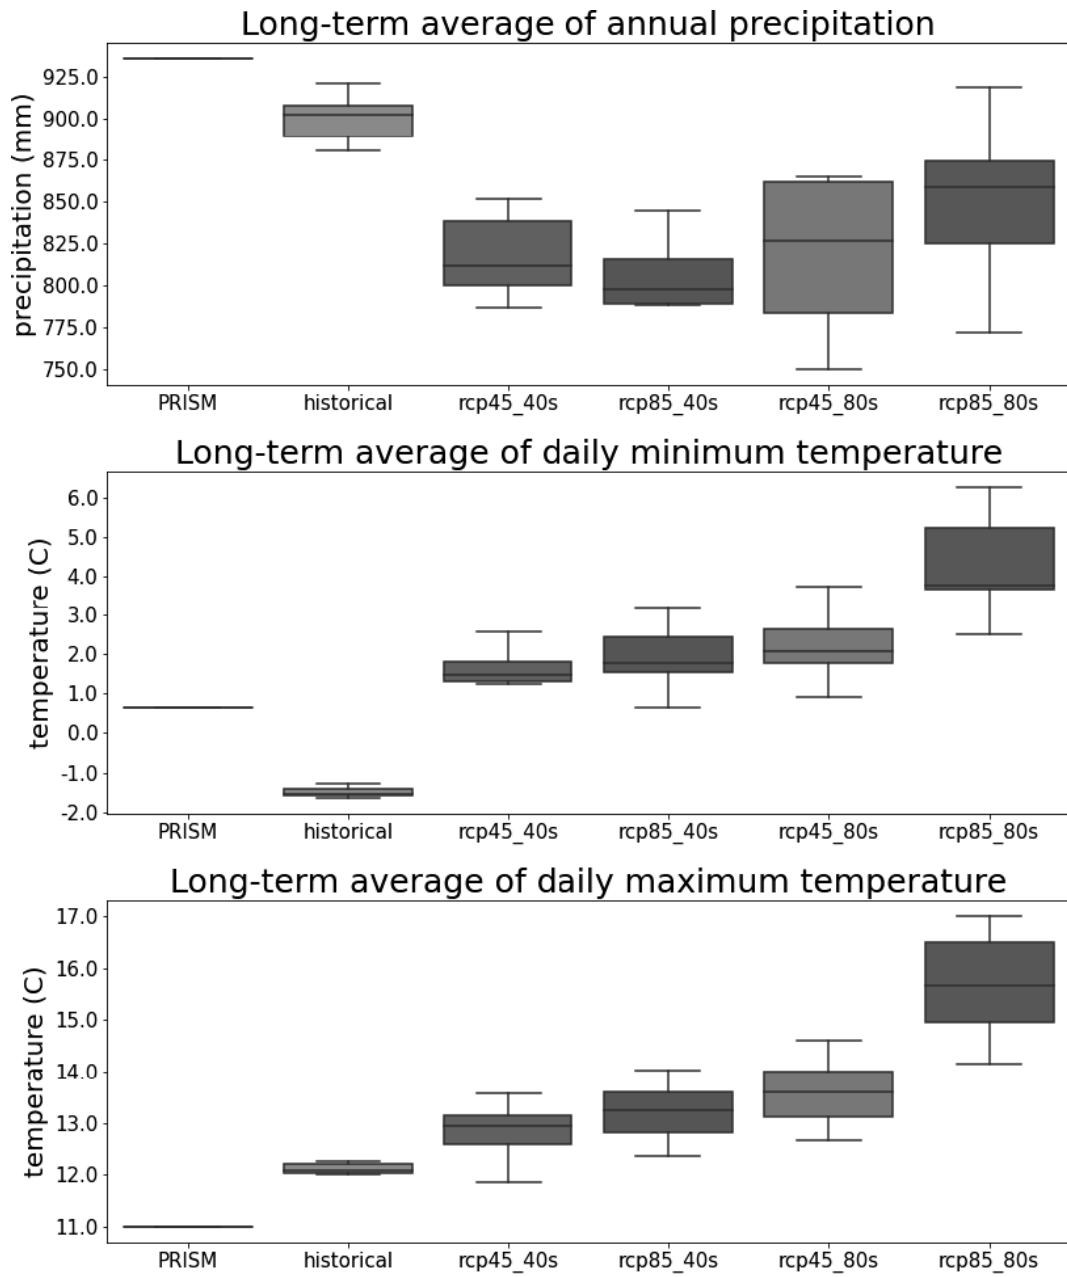 Long-term average of annual precipitation
precipitation (mm)
925.0
900.0
875.0
850.0
825.0
800.0
775.0
750.0
PRISM historical rcp45_40s rcp85_40s rcp45_80s rcp85_80s
Long-term average of daily minimum temperature
temperature (C)
6.0
5.0
4.0
3.0
2.0
1.0
0.0
-1.0
-2.0
PRISM historical rcp45_40s rcp85_40s rcp45_80s rcp85_80s
Long-term average of daily maximum temperature
temperature (C)
17.0
16.0
15.0
14.0
13.0
12.0
11.0
PRISM historical rcp45_40s rcp85_40s rcp45_80s rcp85_80s